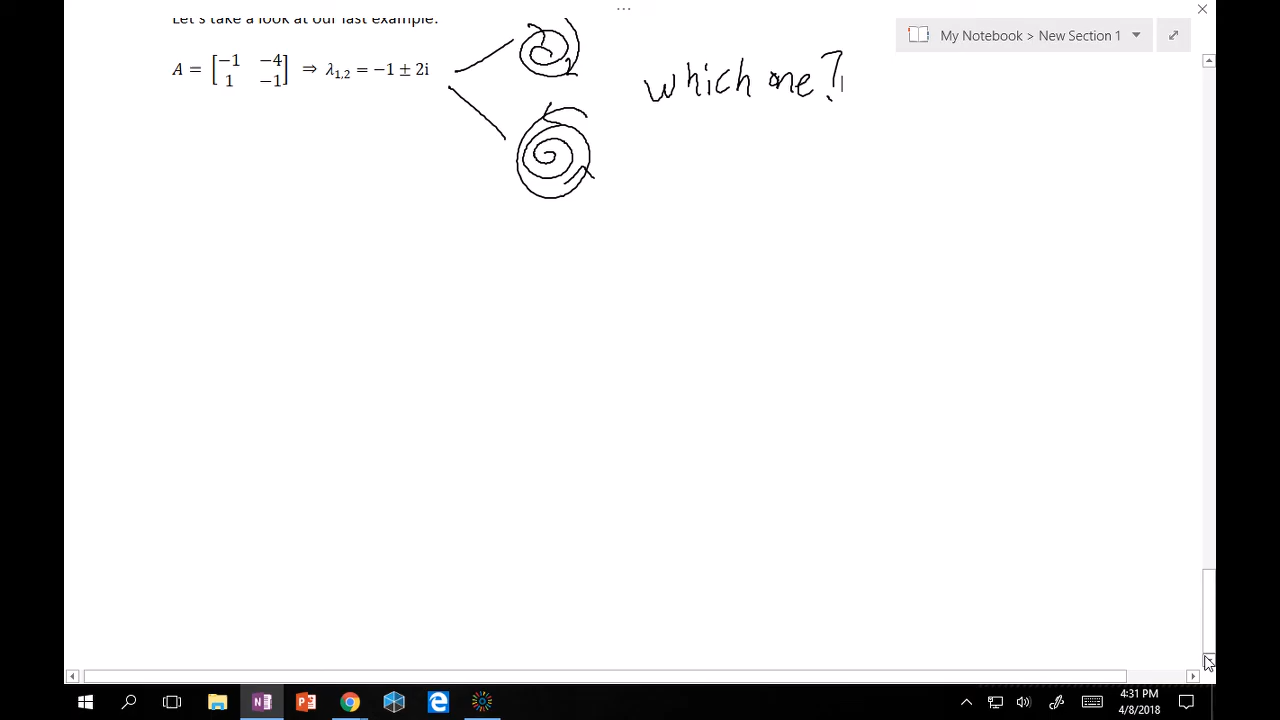 Let's take a look at our last example:
My Notebook > New Section 1
A = [−1 −4; 1 −1] ⇒ λ1,2 = −1 ± 2i
which one?
4:31 PM
4/8/2018